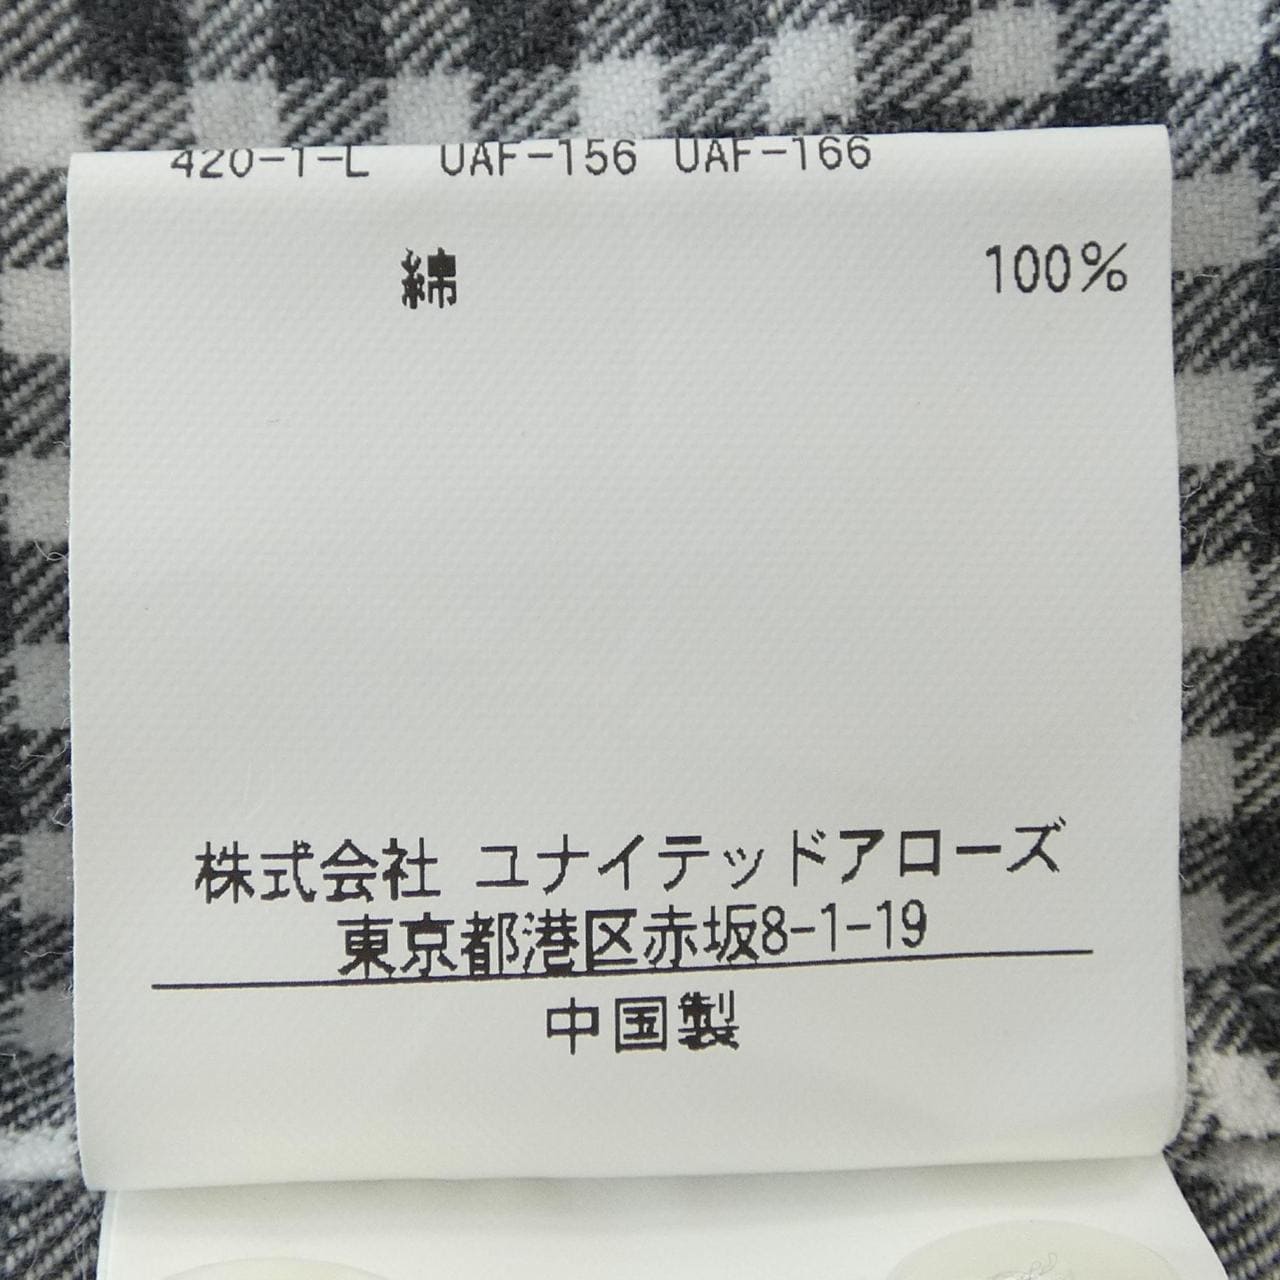 420-1-L UAF-156 UAF-166
綿 100%
株式会社 ユナイテッドアローズ
東京都港区赤坂8-1-19
中国製